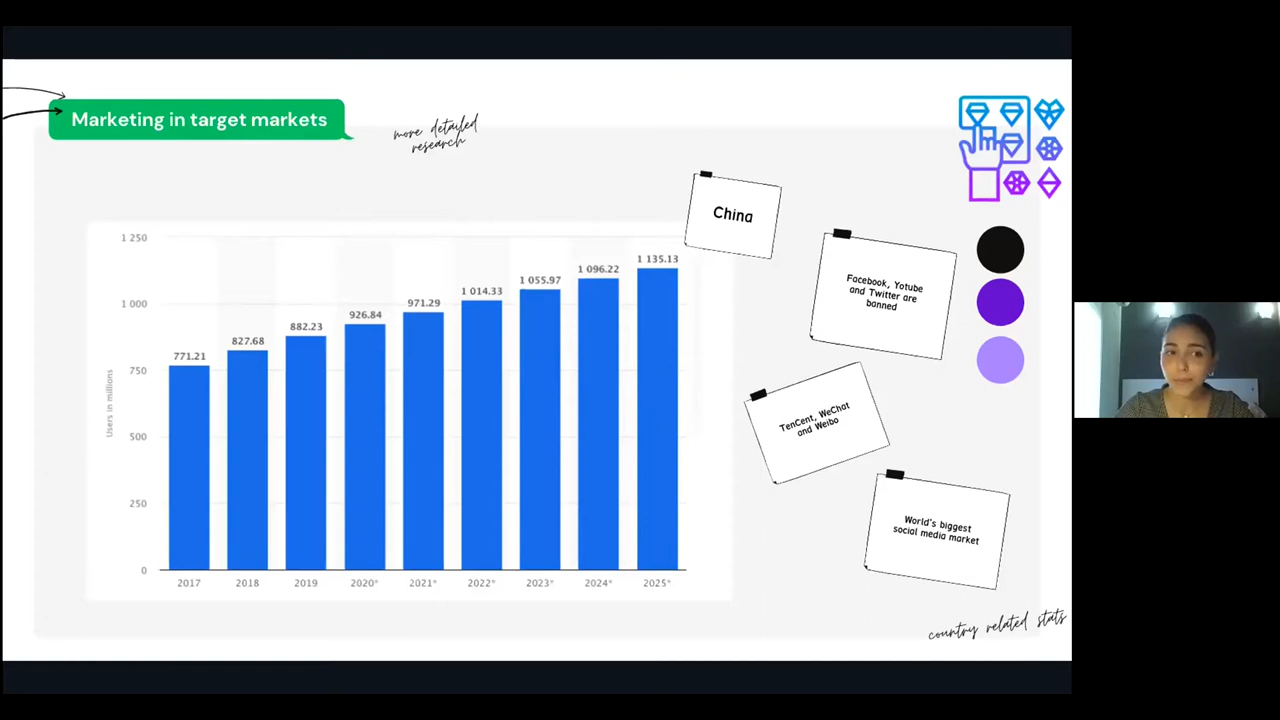 Marketing in target markets
more detailed
research
China
Facebook, Yotube
and Twitter are
banned
TenCent, WeChat
and Weibo
World's biggest
social media market
country related stats
Users in millions
1 250
1 000
750
500
250
0
771.21
827.68
882.23
926.84
971.29
1 014.33
1 055.97
1 096.22
1 135.13
2017
2018
2019
2020*
2021*
2022*
2023*
2024*
2025*